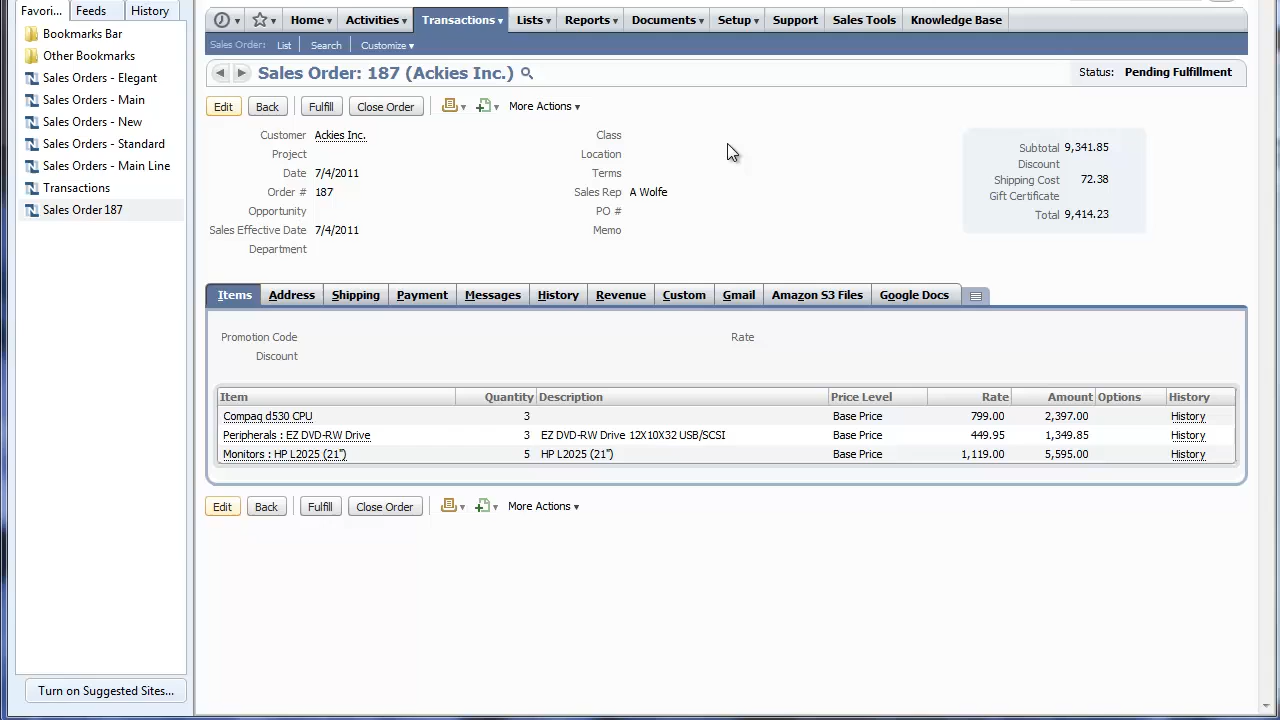 Favori... Feeds History
Bookmarks Bar
Other Bookmarks
Sales Orders - Elegant
Sales Orders - Main
Sales Orders - New
Sales Orders - Standard
Sales Orders - Main Line
Transactions
Sales Order 187
Turn on Suggested Sites...
Home Activities Transactions Lists Reports Documents Setup Support Sales Tools Knowledge Base
Sales Order: List Search Customize
Sales Order: 187 (Ackies Inc.) Status: Pending Fulfillment
Edit Back Fulfill Close Order More Actions
Customer Ackies Inc.
Project
Date 7/4/2011
Order # 187
Opportunity
Sales Effective Date 7/4/2011
Department
Class
Location
Terms
Sales Rep A Wolfe
PO #
Memo
Subtotal 9,341.85
Discount
Shipping Cost 72.38
Gift Certificate
Total 9,414.23
Items Address Shipping Payment Messages History Revenue Custom Gmail Amazon S3 Files Google Docs
Promotion Code Rate
Discount
Item Quantity Description Price Level Rate Amount Options History
Compaq d530 CPU 3 Base Price 799.00 2,397.00 History
Peripherals : EZ DVD-RW Drive 3 EZ DVD-RW Drive 12X10X32 USB/SCSI Base Price 449.95 1,349.85 History
Monitors : HP L2025 (21") 5 HP L2025 (21") Base Price 1,119.00 5,595.00 History
Edit Back Fulfill Close Order More Actions